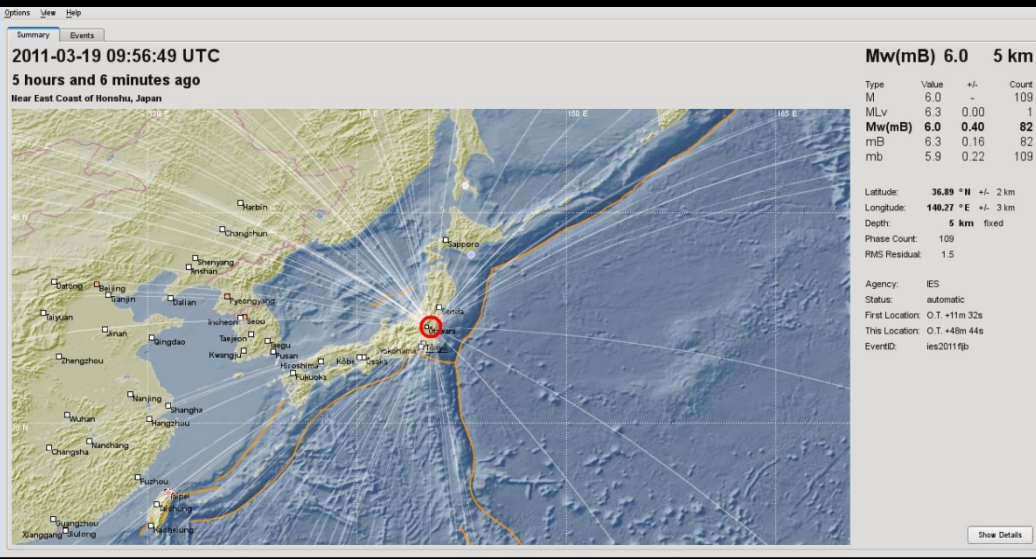 Options View Help
Summary Events
2011-03-19 09:56:49 UTC
5 hours and 6 minutes ago
Near East Coast of Honshu, Japan
Mw(mB) 6.0 5 km
Type Value +/- Count
M 6.0 - 109
MLv 6.3 0.00 1
Mw(mB) 6.0 0.40 82
mB 6.3 0.16 82
mb 5.9 0.22 109
Latitude: 36.89 °N +/- 2 km
Longitude: 140.27 °E +/- 3 km
Depth: 5 km fixed
Phase Count: 109
RMS Residual: 1.5
Agency: IES
Status: automatic
First Location: O.T. +11m 32s
This Location: O.T. +48m 44s
EventID: ies2011fljb
Show Details
150 E
165 E
45 N
Harbin
Changchun
Sapporo
Shenyang
Anshan
Datong
Beijing
Tianjin
Dalian
Pyeongyang
Taiyuan
Incheon
Seoul
Jinan
Qingdao
Taejeon
Taegu
Yokohama
Tokyo
Zhengzhou
Kwangju
Pusan
Kobe
Osaka
Hiroshima
Fukuoka
Nanjing
Shangha
Wuhan
Hangzhou
Changsha
Nanchang
Fuzhou
Taipei
Taichung
Guangzhou
Kaohsiung
Xianggang
Jiulong